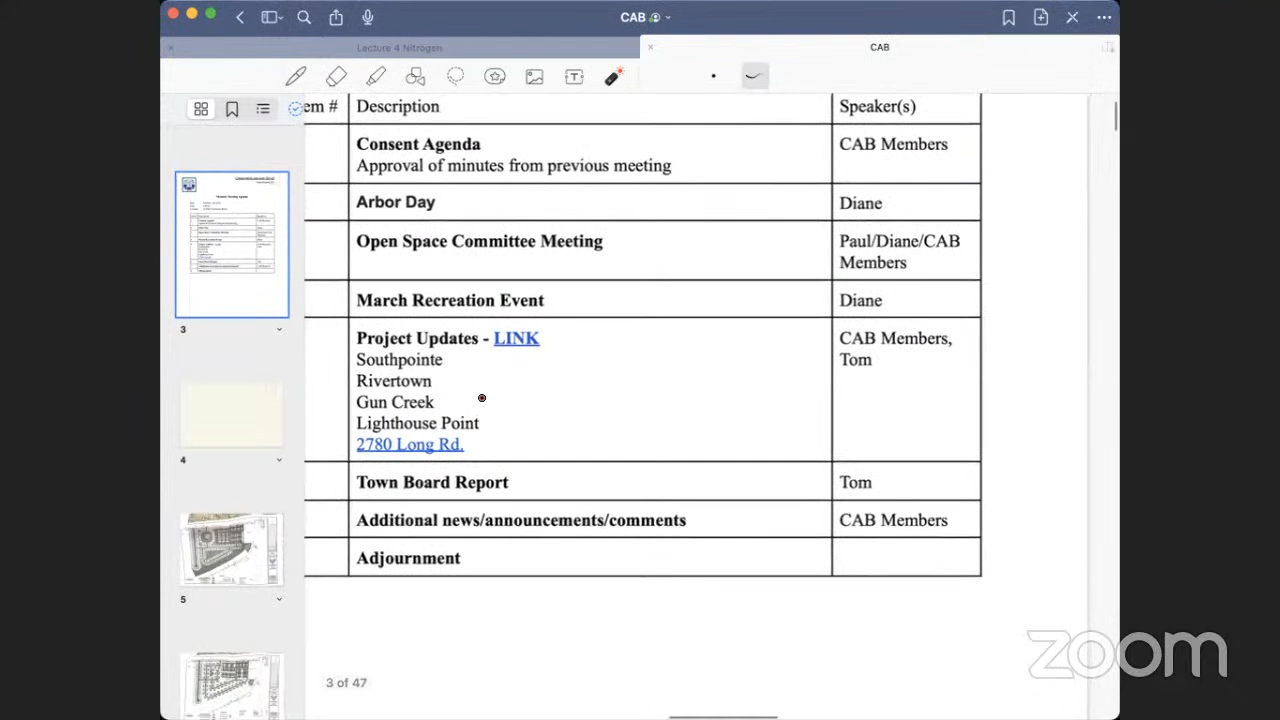 CAB
Lecture 4 Nitrogen
CAB
em # Description Speaker(s)
Consent Agenda CAB Members
Approval of minutes from previous meeting
Arbor Day Diane
Open Space Committee Meeting Paul/Diane/CAB
Members
March Recreation Event Diane
Project Updates - LINK CAB Members,
Southpointe Tom
Rivertown
Gun Creek
Lighthouse Point
2780 Long Rd.
Town Board Report Tom
Additional news/announcements/comments CAB Members
Adjournment
3
4
5
3 of 47
zoom